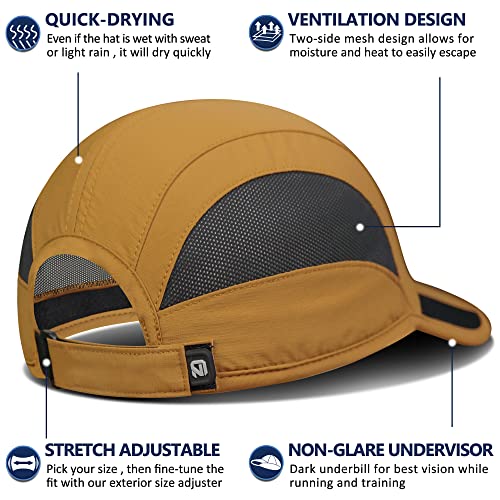 QUICK-DRYING
Even if the hat is wet with sweat
or light rain , it will dry quickly
VENTILATION DESIGN
Two-side mesh design allows for
moisture and heat to easily escape
STRETCH ADJUSTABLE
Pick your size , then fine-tune the
fit with our exterior size adjuster
NON-GLARE UNDERVISOR
Dark underbill for best vision while
running and training